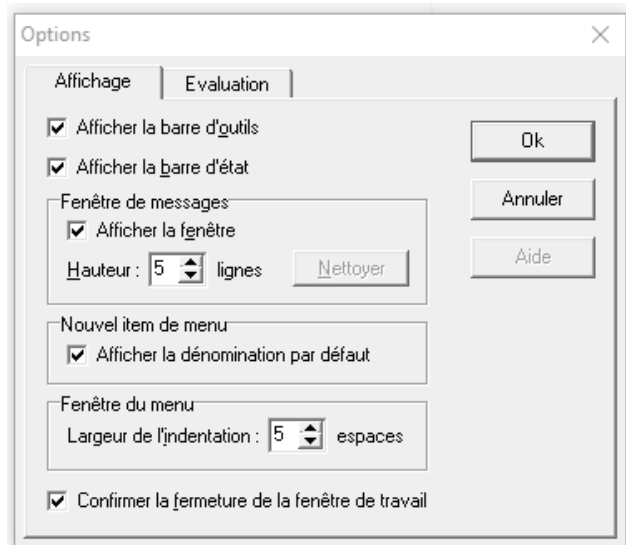 Options
Affichage Evaluation
Afficher la barre d'outils
Ok
Afficher la barre d'état
Annuler
Fenêtre de messages
Afficher la fenêtre
Aide
Hauteur : 5 lignes Nettoyer
Nouvel item de menu
Afficher la dénomination par défaut
Fenêtre du menu
Largeur de l'indentation : 5 espaces
Confirmer la fermeture de la fenêtre de travail